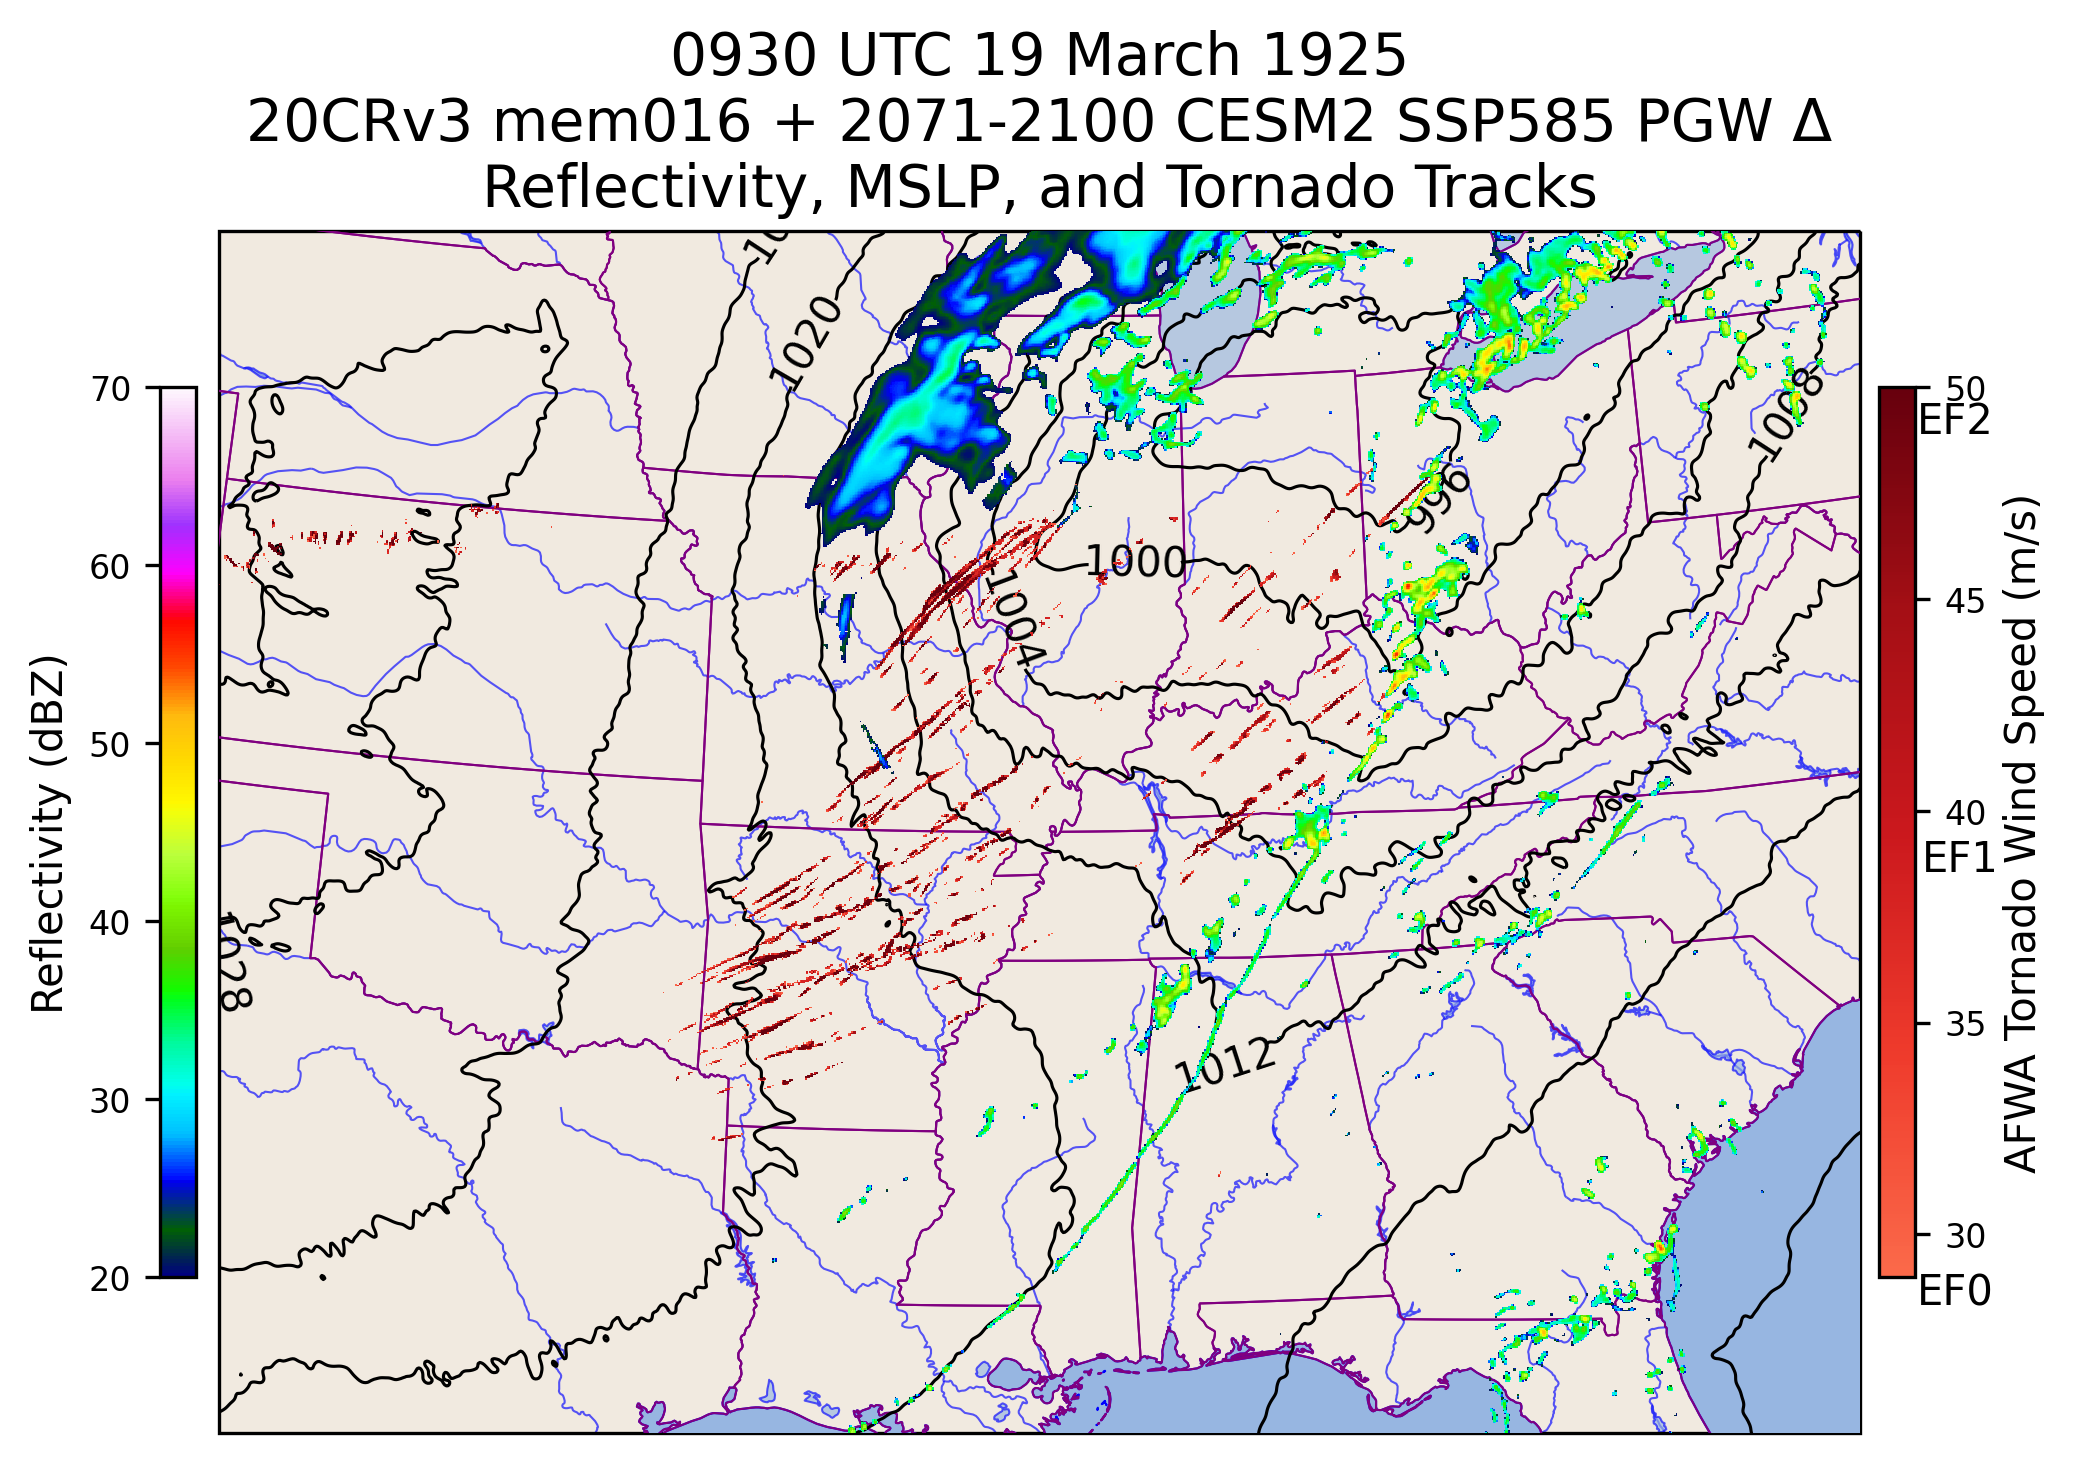 0930 UTC 19 March 1925
20CRv3 mem016 + 2071-2100 CESM2 SSP585 PGW Δ
Reflectivity, MSLP, and Tornado Tracks
1020
1008
996
1000
1004
1028
1012
Reflectivity (dBZ)
70
60
50
40
30
20
50
EF2
45
40
EF1
35
30
EF0
AFWA Tornado Wind Speed (m/s)